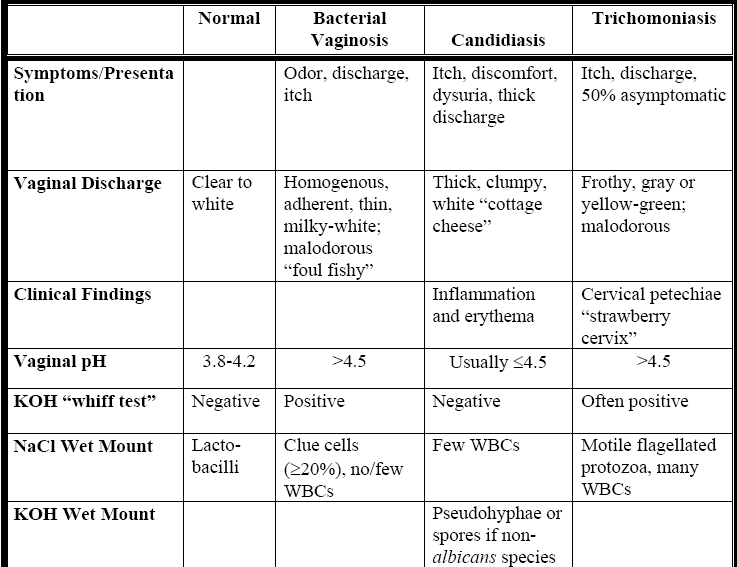 Normal
Bacterial
Vaginosis
Candidiasis
Trichomoniasis
Symptoms/Presenta
tion
Odor, discharge,
itch
Itch, discomfort,
dysuria, thick
discharge
Itch, discharge,
50% asymptomatic
Vaginal Discharge
Clear to
white
Homogenous,
adherent, thin,
milky-white;
malodorous
“foul fishy”
Thick, clumpy,
white “cottage
cheese”
Frothy, gray or
yellow-green;
malodorous
Clinical Findings
Inflammation
and erythema
Cervical petechiae
“strawberry
cervix”
Vaginal pH
3.8-4.2
>4.5
Usually ≤4.5
>4.5
KOH “whiff test”
Negative
Positive
Negative
Often positive
NaCl Wet Mount
Lacto-
bacilli
Clue cells
(≥20%), no/few
WBCs
Few WBCs
Motile flagellated
protozoa, many
WBCs
KOH Wet Mount
Pseudohyphae or
spores if non-
albicans species